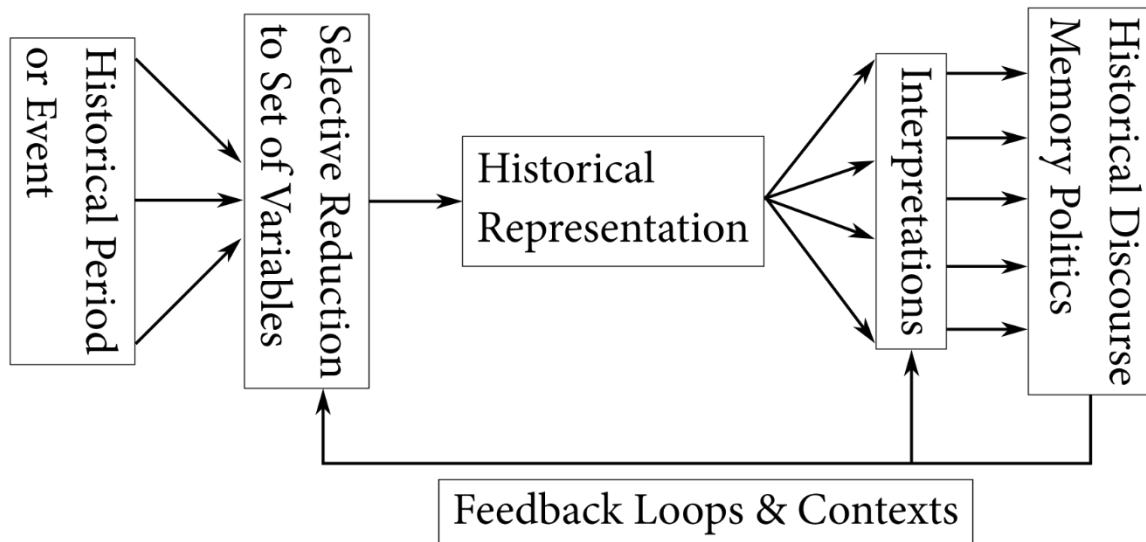 Historical Period
or Event
Selective Reduction
to Set of Variables
Historical
Representation
Interpretations
Historical Discourse
Memory Politics
Feedback Loops & Contexts